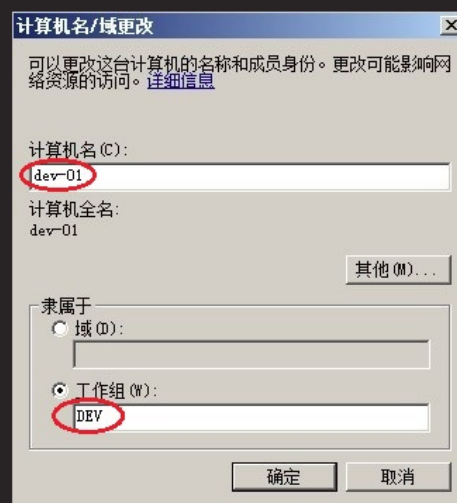 计算机名/域更改
可以更改这台计算机的名称和成员身份。更改可能影响网
络资源的访问。详细信息
计算机名(C):
dev-01
计算机全名:
dev-01
其他(M)...
隶属于
域(D):
工作组(W):
DEV
确定
取消